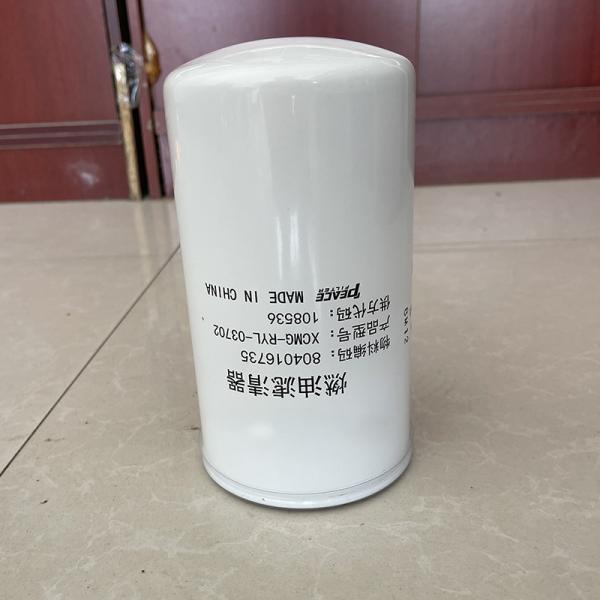 燃油滤清器
物料编码: 804016735
产品型号: XCMG-RYL-03702
供方代码: 108536
PEACE FILTER MADE IN CHINA